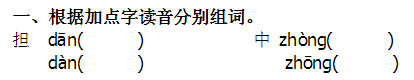 一、根据加点字读音分别组词。
担 dān(     ) 中 zhòng(     )
dàn(     ) zhōng(     )